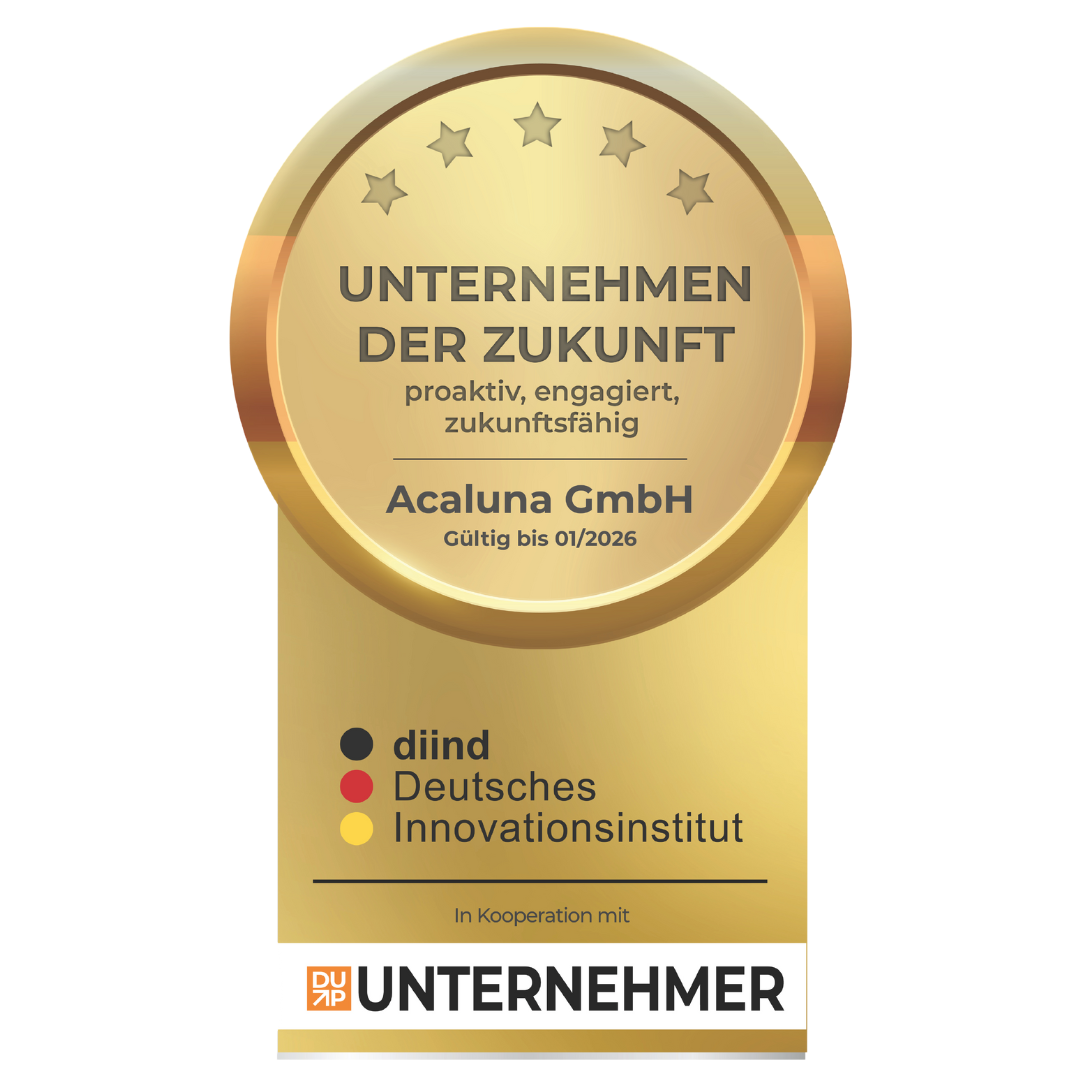 UNTERNEHMEN
DER ZUKUNFT
proaktiv, engagiert,
zukunftsfähig
Acaluna GmbH
Gültig bis 01/2026
diind
Deutsches
Innovationsinstitut
In Kooperation mit
DUP UNTERNEHMER